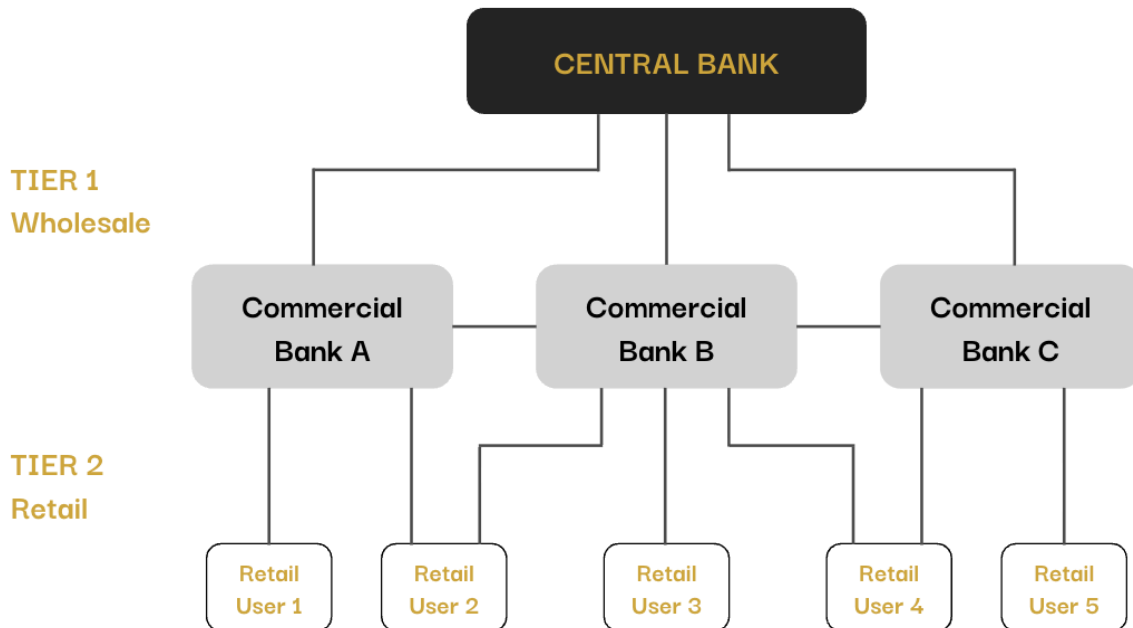 CENTRAL BANK
TIER 1
Wholesale
Commercial
Bank A
Commercial
Bank B
Commercial
Bank C
TIER 2
Retail
Retail
User 1
Retail
User 2
Retail
User 3
Retail
User 4
Retail
User 5